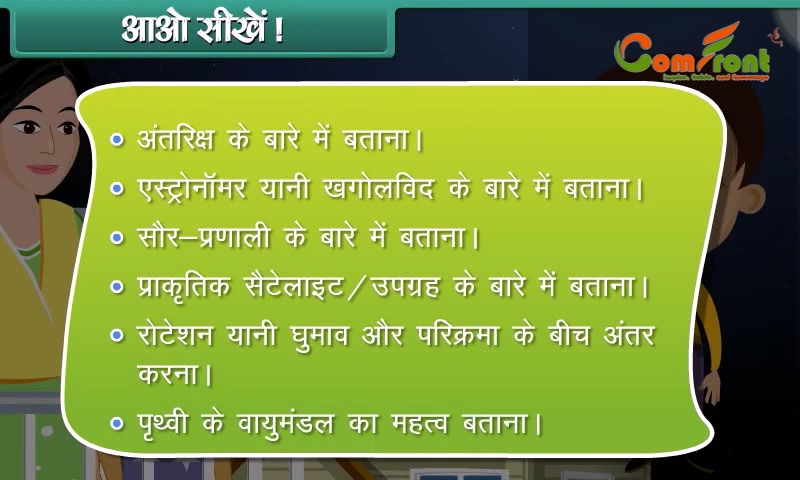 आओ सीखें!
ComFront
अंतरिक्ष के बारे में बताना।
एस्ट्रोनॉमर यानी खगोलविद के बारे में बताना।
सौर–प्रणाली के बारे में बताना।
प्राकृतिक सैटेलाइट/उपग्रह के बारे में बताना।
रोटेशन यानी घुमाव और परिक्रमा के बीच अंतर
करना।
पृथ्वी के वायुमंडल का महत्व बताना।